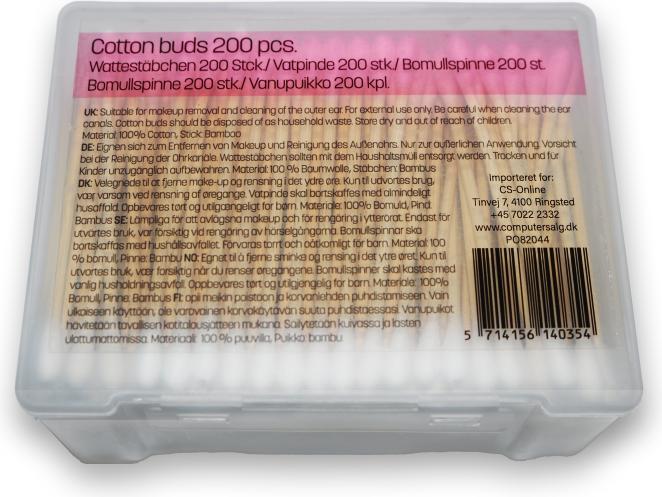 Cotton buds 200 pcs.
Wattestäbchen 200 Stck./ Vatpinde 200 stk./ Bomullspinne 200 st.
Bomullspinne 200 stk./ Vanupuikko 200 kpl.
UK: Suitable for makeup removal and cleaning of the outer ear. For external use only. Be careful when cleaning the ear
canals. Cotton buds should be disposed of as household waste. Store dry and out of reach of children.
Material: 100% Cotton, Stick: Bamboo
DE: Eignen sich zum Entfernen von Makeup und Reinigung des Außenohrs. Nur zur äußerlichen Anwendung. Vorsicht
bei der Reinigung der Ohrkanäle. Wattestäbchen sollten mit dem Haushaltsmüll entsorgt werden. Trocken und für
Kinder unzugänglich aufbewahren. Material: 100 % Baumwolle, Stäbchen: Bambus
DK: Velegnede til at fjerne make-up og rensning i det ydre øre. Kun til udvortes brug,
vær varsom ved rensning af øregange. Vatpinde skal bortskaffes med almindeligt
husaffald. Opbevares tørt og utilgængeligt for børn. Materiale: 100% Bomuld, Pind:
Bambus SE: Lämpliga för att avlägsna makeup och för rengöring i ytterörat. Endast för
utvärtes bruk, var försiktig vid rengöring av hörselgångarna. Bomullspinnar ska
bortskaffas med hushållsavfallet. Förvaras torrt och oåtkomligt för barn. Material: 100
% bomull, Pinne: Bambu NO: Egnet til å fjerne sminke og rensing i det ytre øret. Kun til
utvortes bruk, vær forsiktig når du renser øregangene. Bomullspinner skal kastes med
vanlig husholdningsavfall. Oppbevares tørt og utilgjengelig for barn. Materiale: 100%
Bomull, Pinne: Bambus FI: opii meikin poistoon ja korvaniehden puhdistamiseen. Vain
ulkoiseen käyttöön, ole varovainen korvakäytävän suuta puhdistaessasi. Vanupuikot
hävitetään tavallisen kotitalousjätteen mukana. Säilytetään kuivassa ja lasten
ulottumattomissa. Materiaali: 100 % puuvilla, Puikko: bambu
Importeret for:
CS-Online
Tinvej 7, 4100 Ringsted
+45 7022 2332
www.computersalg.dk
PO82044
5 714156 140354